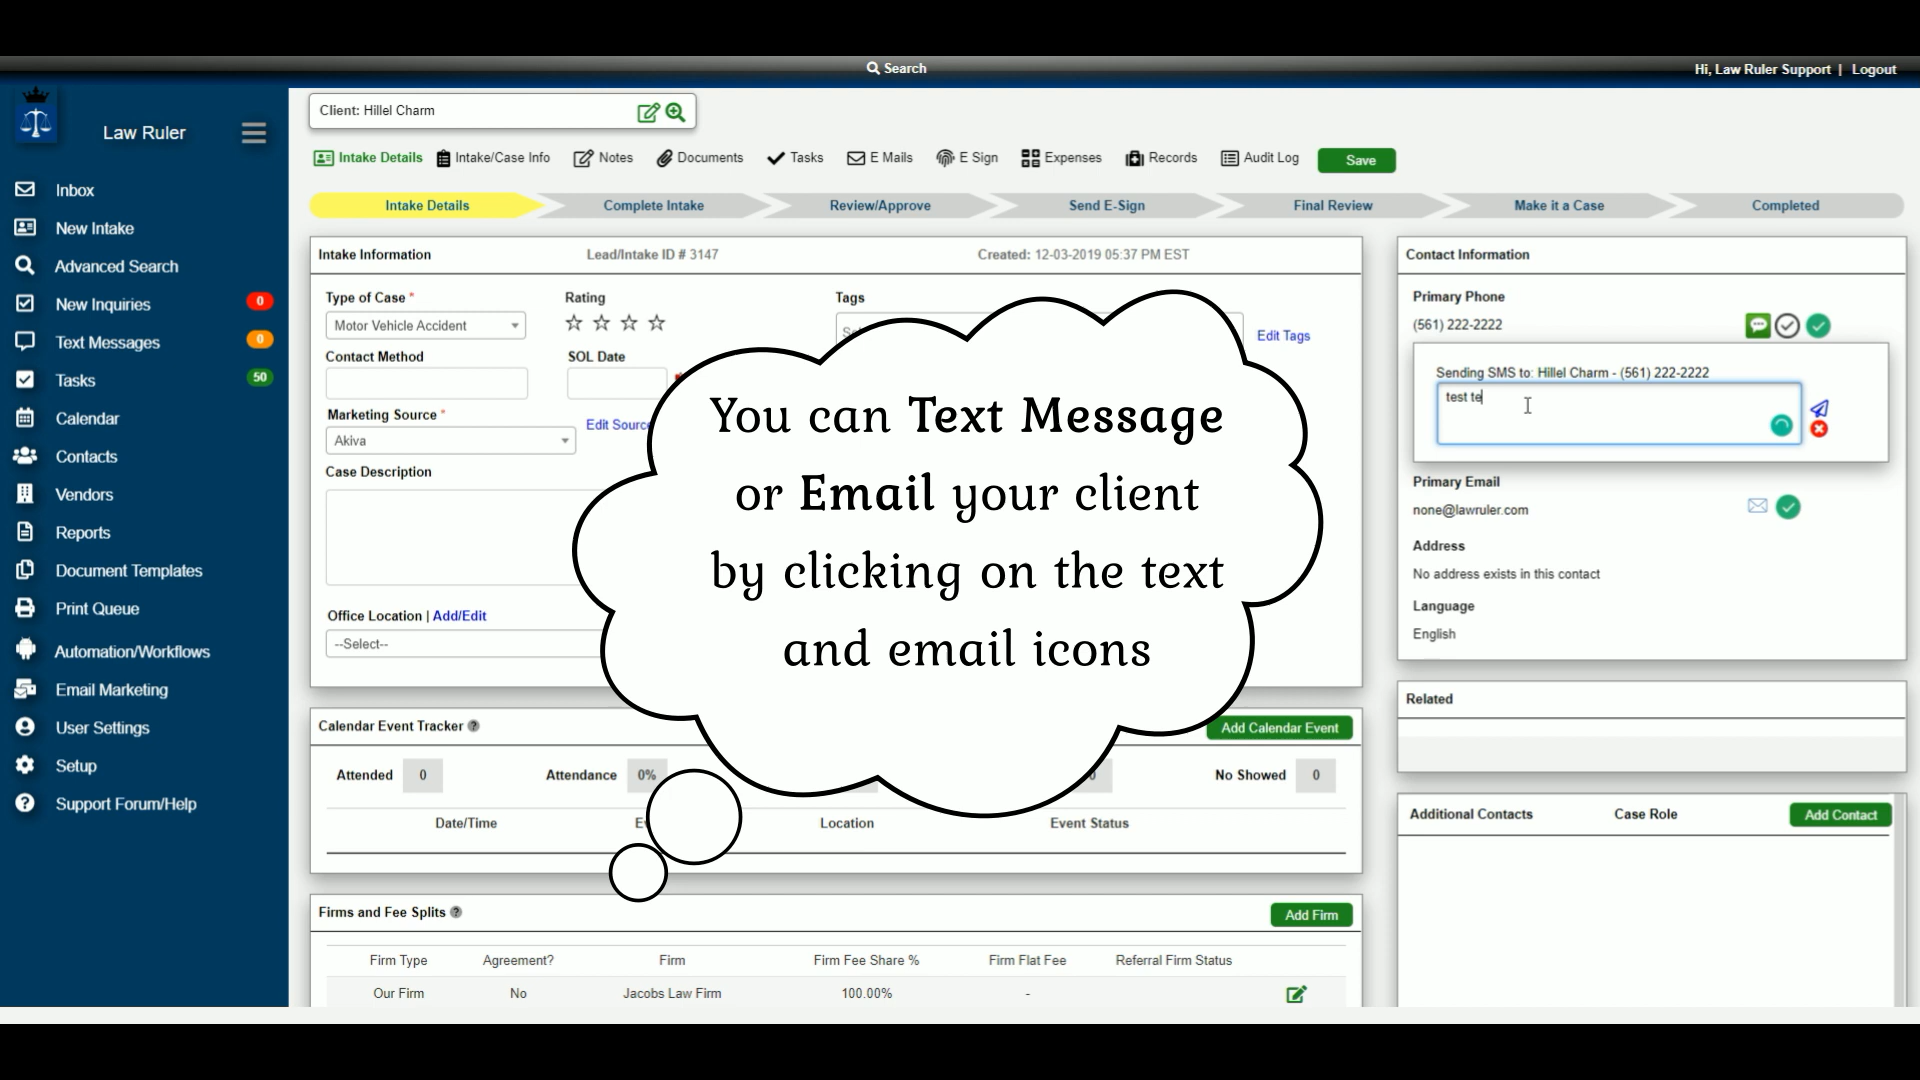 Search
Hi, Law Ruler Support | Logout
Law Ruler
Inbox
New Intake
Advanced Search
New Inquiries 0
Text Messages 0
Tasks 50
Calendar
Contacts
Vendors
Reports
Document Templates
Print Queue
Automation/Workflows
Email Marketing
User Settings
Setup
Support Forum/Help
Client: Hillel Charm
Intake Details Intake/Case Info Notes Documents Tasks E Mails E Sign Expenses Records Audit Log Save
Intake Details Complete Intake Review/Approve Send E-Sign Final Review Make it a Case Completed
Intake Information Lead/Intake ID # 3147 Created: 12-03-2019 05:37 PM EST
Type of Case * Rating Tags
Motor Vehicle Accident Edit Tags
Contact Method SOL Date
Marketing Source *
Akiva Edit Source
Case Description
Office Location | Add/Edit
--Select--
You can Text Message
or Email your client
by clicking on the text
and email icons
Calendar Event Tracker Add Calendar Event
Attended 0 Attendance 0% No Showed 0
Date/Time Location Event Status
Firms and Fee Splits Add Firm
Firm Type Agreement? Firm Firm Fee Share % Firm Flat Fee Referral Firm Status
Our Firm No Jacobs Law Firm 100.00% -
Contact Information
Primary Phone
(561) 222-2222
Sending SMS to: Hillel Charm - (561) 222-2222
test te
Primary Email
none@lawruler.com
Address
No address exists in this contact
Language
English
Related
Additional Contacts Case Role Add Contact